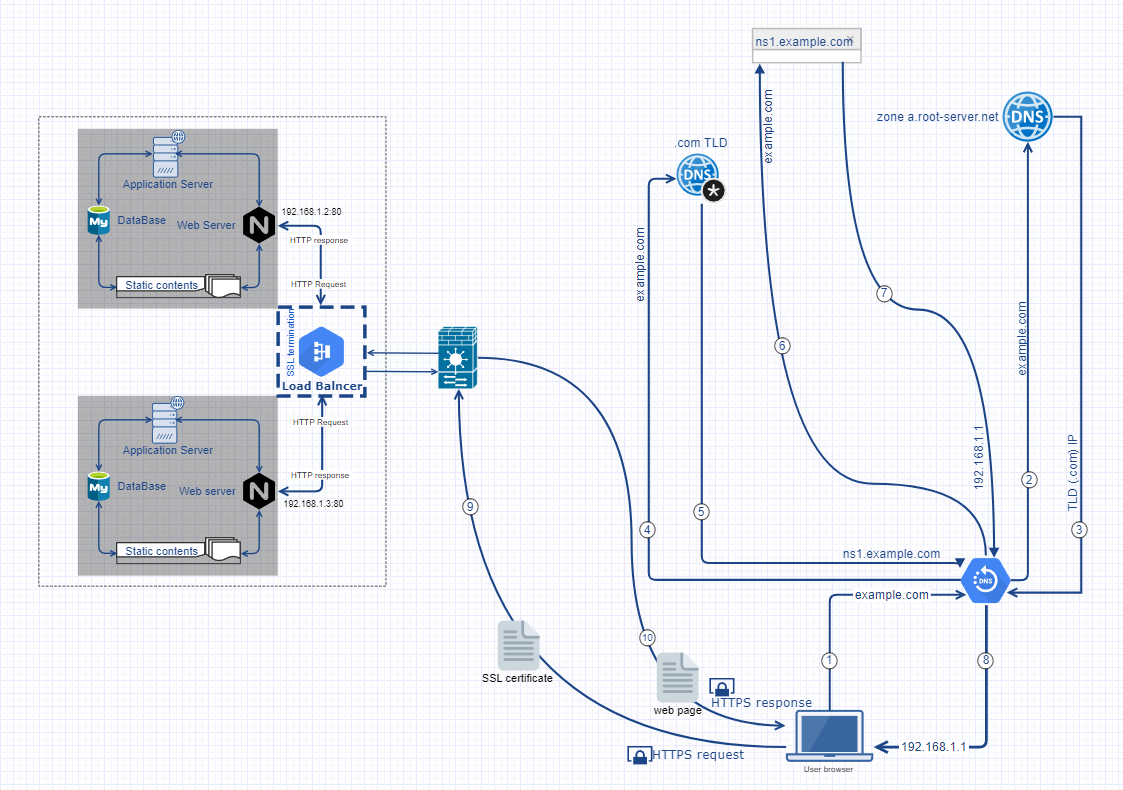 ns1.example.com
zone a.root-server.net
DNS
example.com
.com TLD
DNS
*
Application Server
My
DataBase
Web Server
N
192.168.1.2:80
HTTP response
HTTP Request
Static contents
SSL termination
Load Balncer
HTTP Request
HTTP response
192.168.1.3:80
Application Server
My
DataBase
Web server
N
Static contents
example.com
example.com
7
6
192.168.1.1
TLD (.com) IP
2
3
9
4
5
ns1.example.com
DNS
example.com
10
1
8
SSL certificate
web page
HTTPS response
HTTPS request
192.168.1.1
User browser